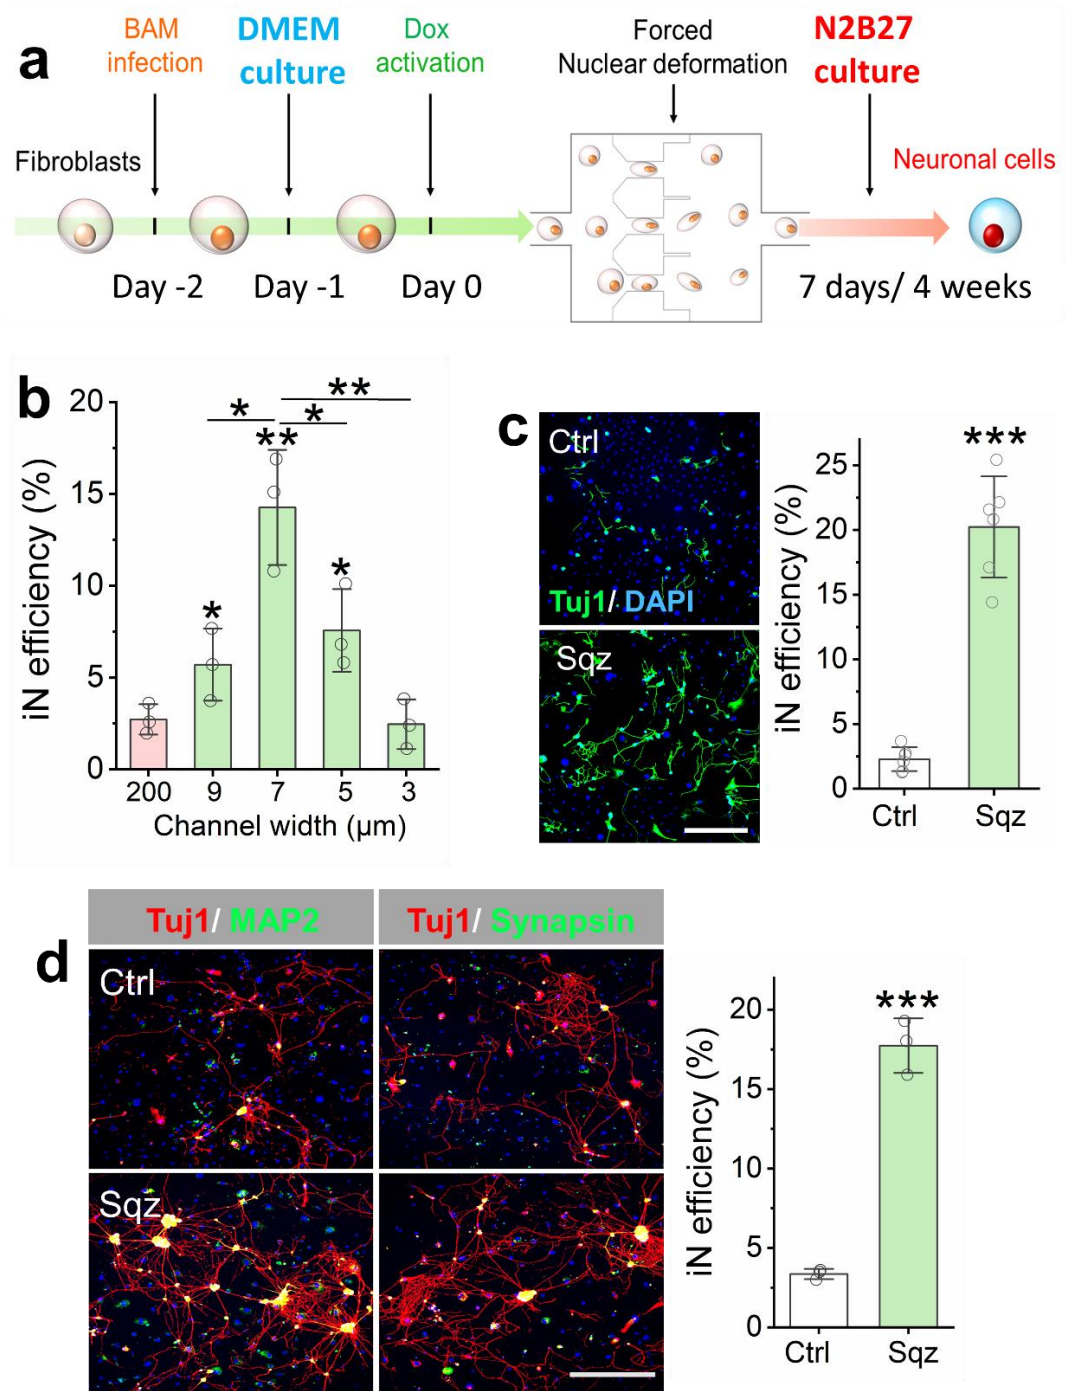 a
BAM
infection
DMEM
culture
Dox
activation
Forced
Nuclear deformation
N2B27
culture
Fibroblasts
Neuronal cells
Day -2
Day -1
Day 0
7 days/ 4 weeks
b
iN efficiency (%)
20
15
10
5
0
**
*
*
**
*
*
200
9
7
5
3
Channel width (µm)
c
Ctrl
Tuj1/ DAPI
Sqz
iN efficiency (%)
25
20
15
10
5
0
***
Ctrl
Sqz
d
Tuj1/ MAP2
Tuj1/ Synapsin
Ctrl
Sqz
iN efficiency (%)
20
15
10
5
0
***
Ctrl
Sqz